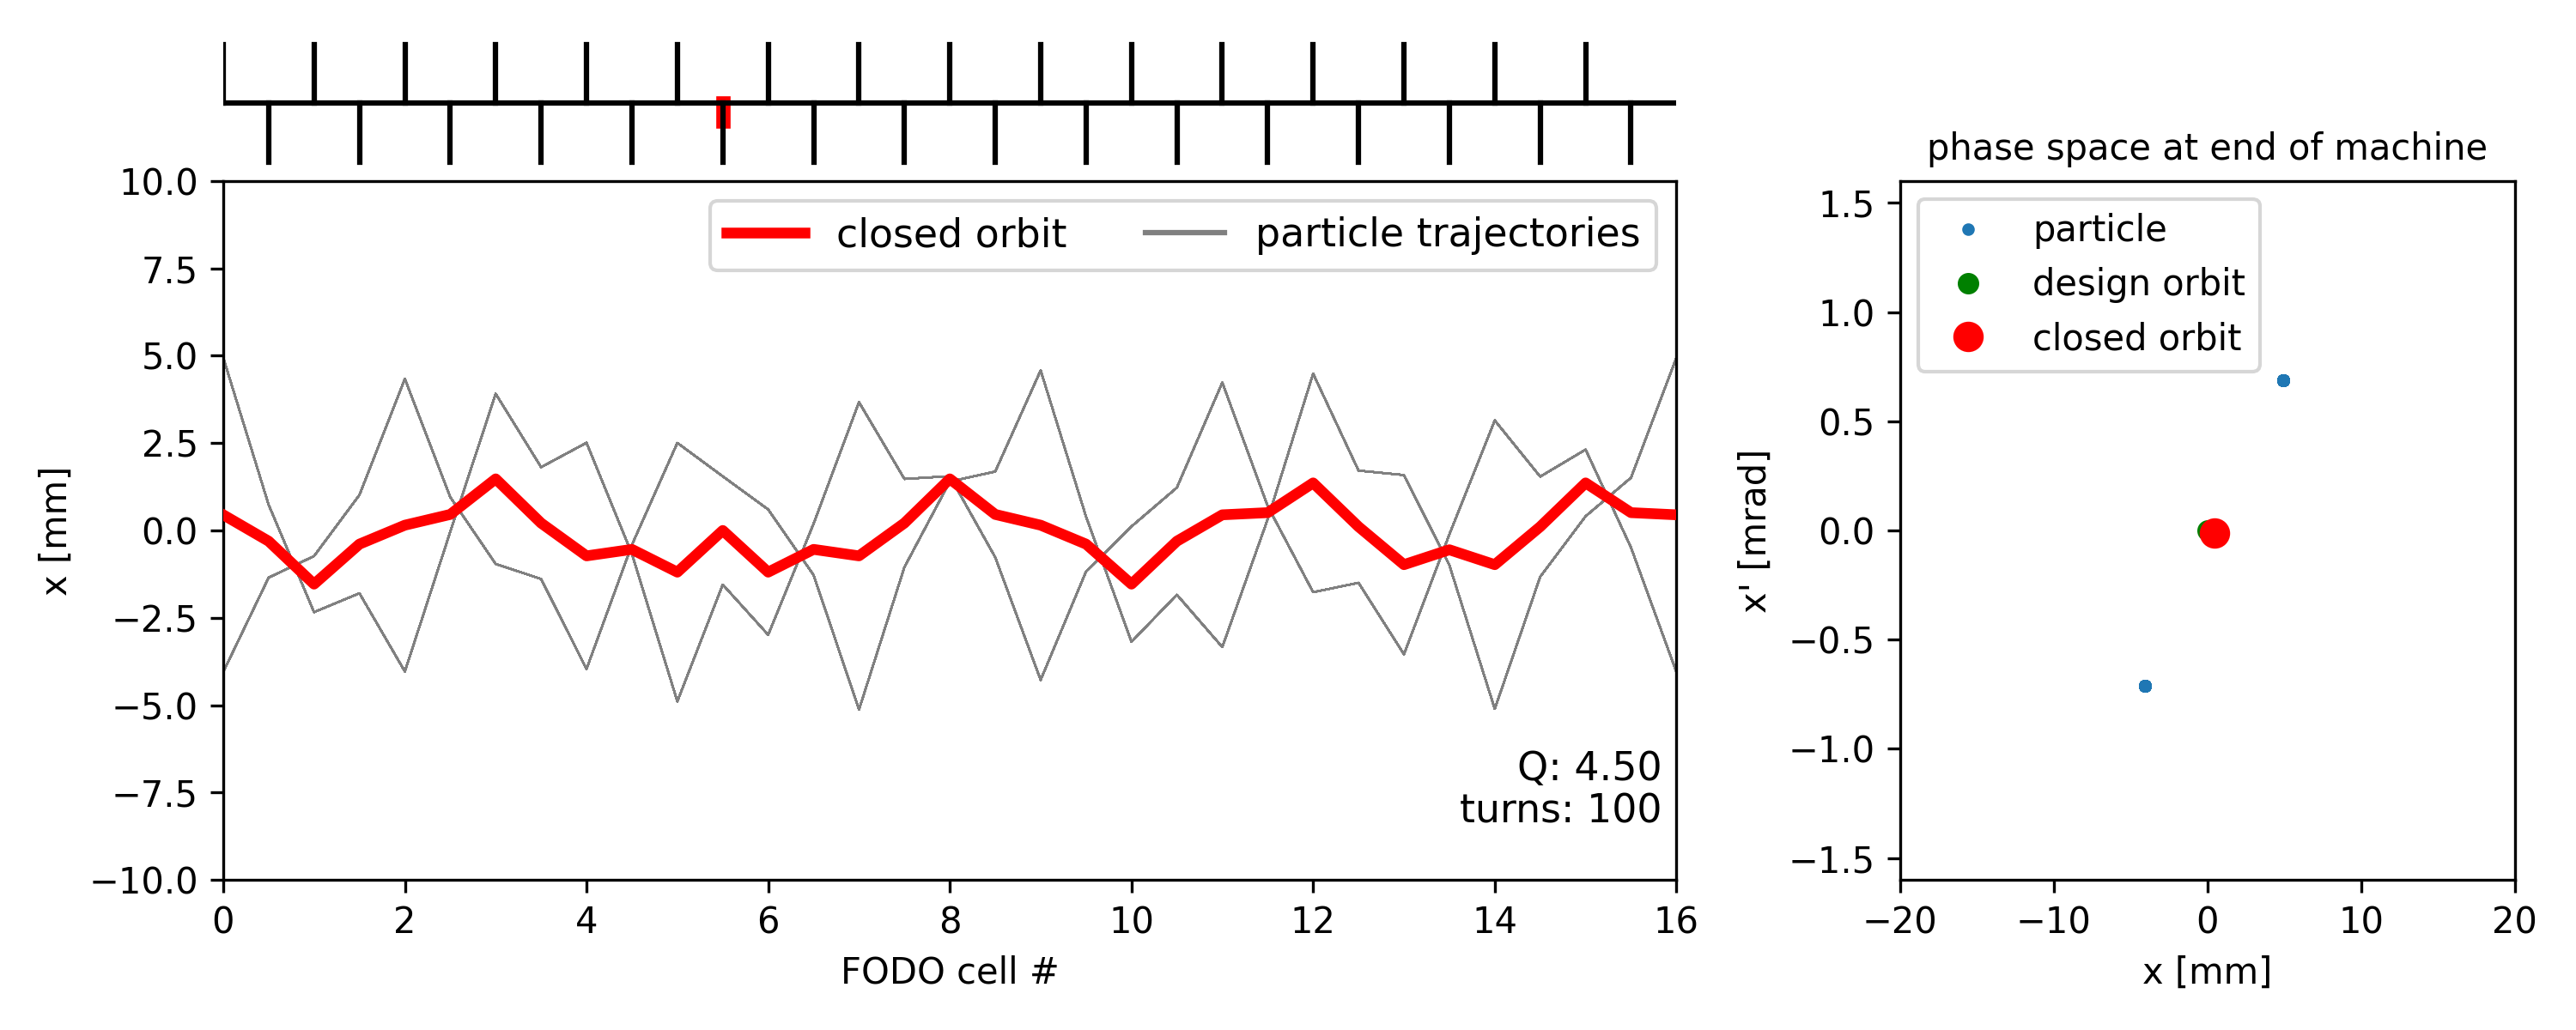 phase space at end of machine
10.0
7.5
5.0
2.5
0.0
−2.5
−5.0
−7.5
−10.0
x [mm]
closed orbit
particle trajectories
Q: 4.50
turns: 100
0 2 4 6 8 10 12 14 16
FODO cell #
1.5
1.0
0.5
0.0
−0.5
−1.0
−1.5
x' [mrad]
particle
design orbit
closed orbit
−20 −10 0 10 20
x [mm]